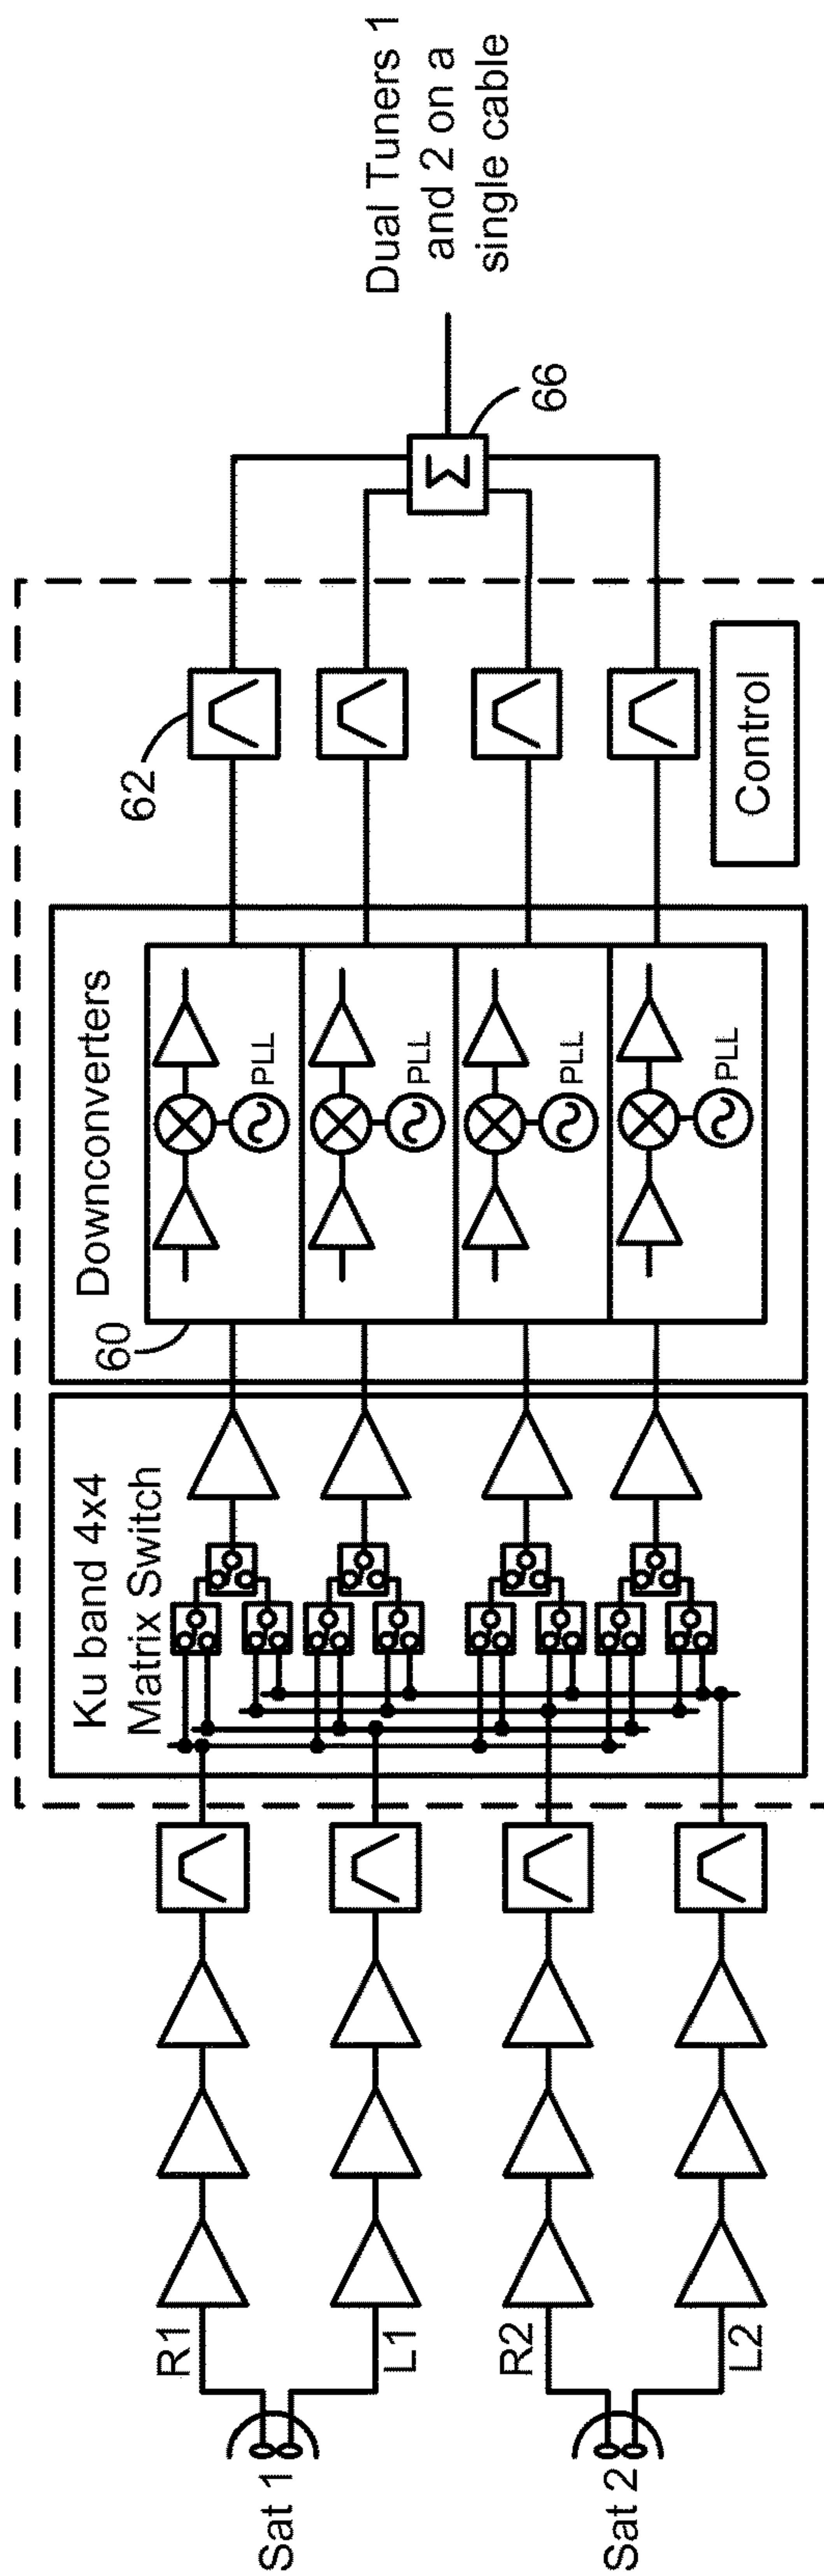 Sat 1
R1
L1
Sat 2
R2
L2
Ku band 4x4
Matrix Switch
Downconverters
60
PLL
PLL
PLL
PLL
62
Control
66
Σ
Dual Tuners 1
and 2 on a
single cable